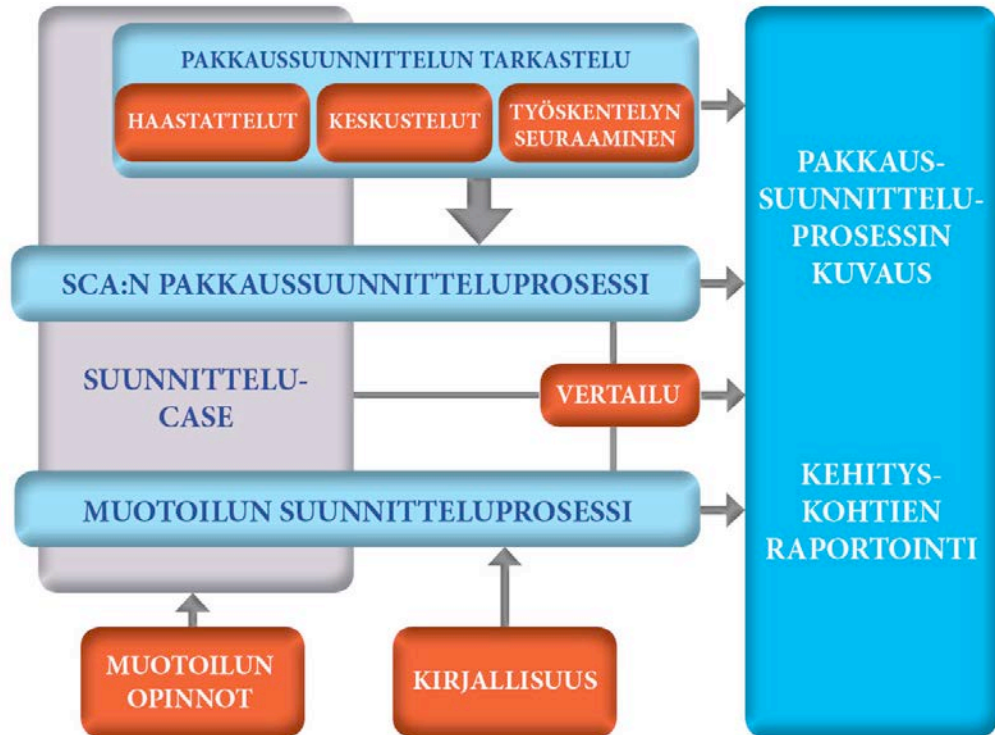 PAKKAUSSUUNNITTELUN TARKASTELU
HAASTATTELUT
KESKUSTELUT
TYÖSKENTELYN
SEURAAMINEN
SCA:N PAKKAUSSUUNNITTELUPROSESSI
SUUNNITTELU-
CASE
VERTAILU
MUOTOILUN SUUNNITTELUPROSESSI
MUOTOILUN
OPINNOT
KIRJALLISUUS
PAKKAUS-
SUUNNITTELU-
PROSESSIN
KUVAUS
KEHITYS-
KOHTIEN
RAPORTOINTI